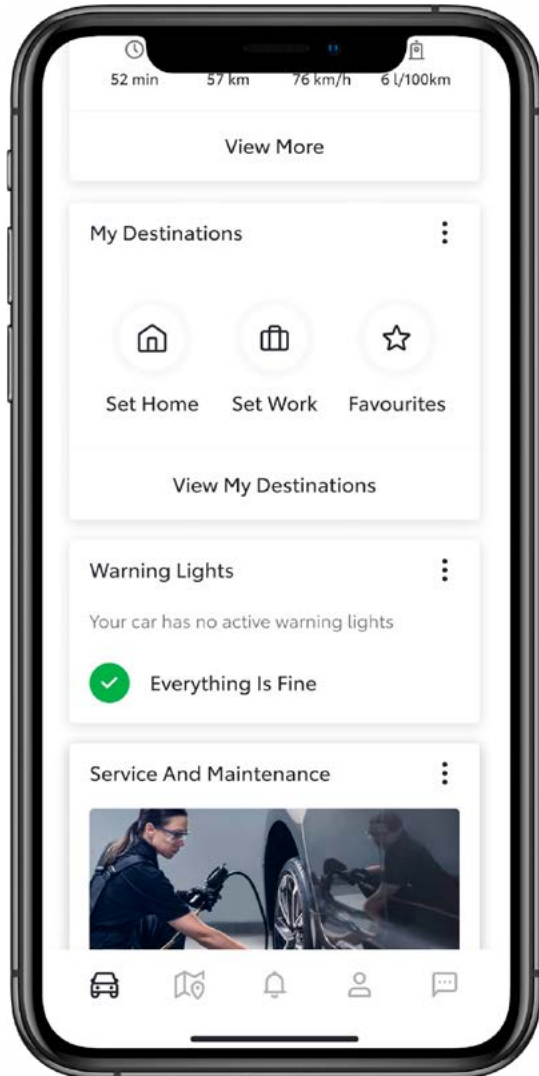 52 min 57 km 76 km/h 6 l/100km
View More
My Destinations
Set Home Set Work Favourites
View My Destinations
Warning Lights
Your car has no active warning lights
Everything Is Fine
Service And Maintenance